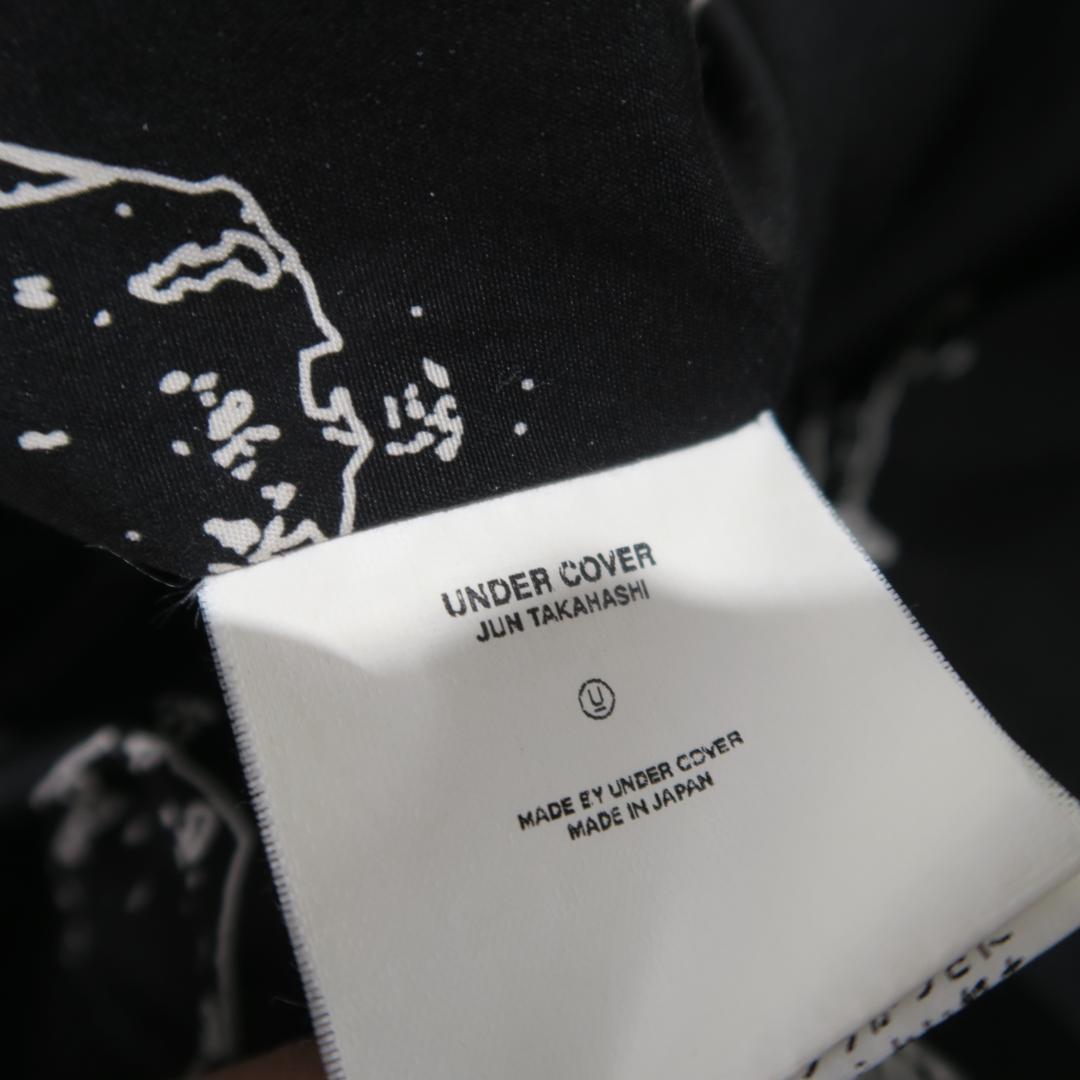 UNDER COVER
JUN TAKAHASHI
U
MADE BY UNDER COVER
MADE IN JAPAN